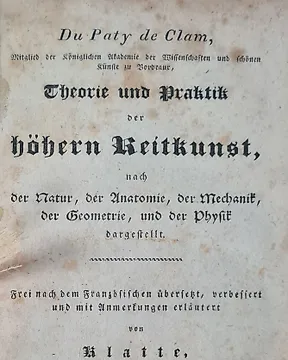 Du Paty de Clam,
Mitglied der Königlichen Akademie der Wissenschaften und schönen
Künste zu Bordeaux,
Theorie und Praktik
der
höhern Reitkunst,
nach
der Natur, der Anatomie, der Mechanik,
der Geometrie, und der Physik
dargestellt.
Frei nach dem Französischen übersetzt, verbessert
und mit Anmerkungen erläutert
von
Klatte,